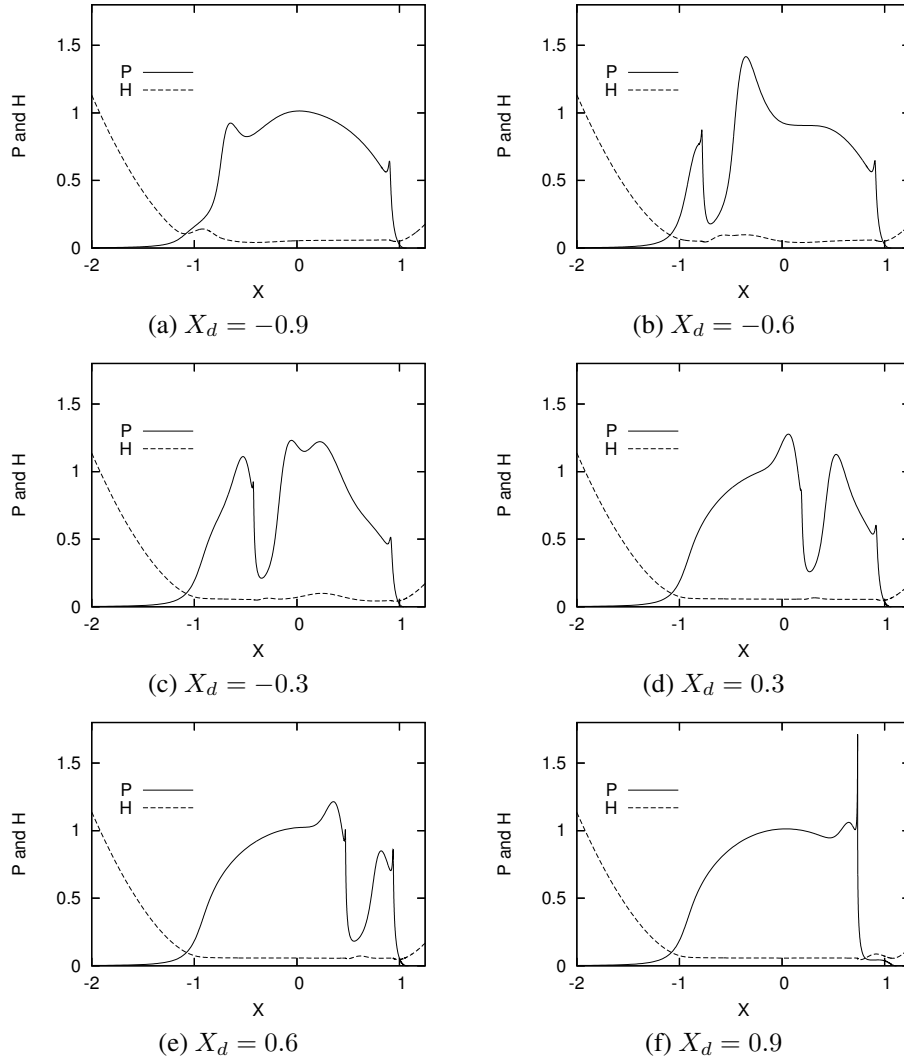 P and H
1.5
1
0.5
0
P
H
-2
-1
0
1
X
(a) X_d = −0.9
P and H
1.5
1
0.5
0
P
H
-2
-1
0
1
X
(b) X_d = −0.6
P and H
1.5
1
0.5
0
P
H
-2
-1
0
1
X
(c) X_d = −0.3
P and H
1.5
1
0.5
0
P
H
-2
-1
0
1
X
(d) X_d = 0.3
P and H
1.5
1
0.5
0
P
H
-2
-1
0
1
X
(e) X_d = 0.6
P and H
1.5
1
0.5
0
P
H
-2
-1
0
1
X
(f) X_d = 0.9